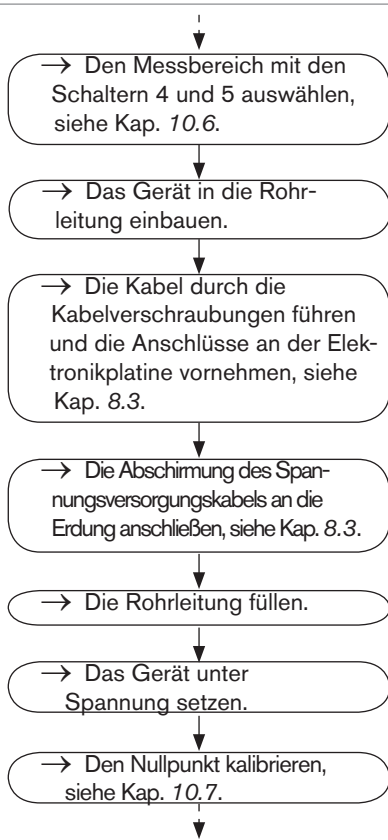 → Den Messbereich mit den
Schaltern 4 und 5 auswählen,
siehe Kap. 10.6.
→ Das Gerät in die Rohr-
leitung einbauen.
→ Die Kabel durch die
Kabelverschraubungen führen
und die Anschlüsse an der Elek-
tronikplatine vornehmen, siehe
Kap. 8.3.
→ Die Abschirmung des Span-
nungsversorgungskabels an die
Erdung anschließen, siehe Kap. 8.3.
→ Die Rohrleitung füllen.
→ Das Gerät unter
Spannung setzen.
→ Den Nullpunkt kalibrieren,
siehe Kap. 10.7.